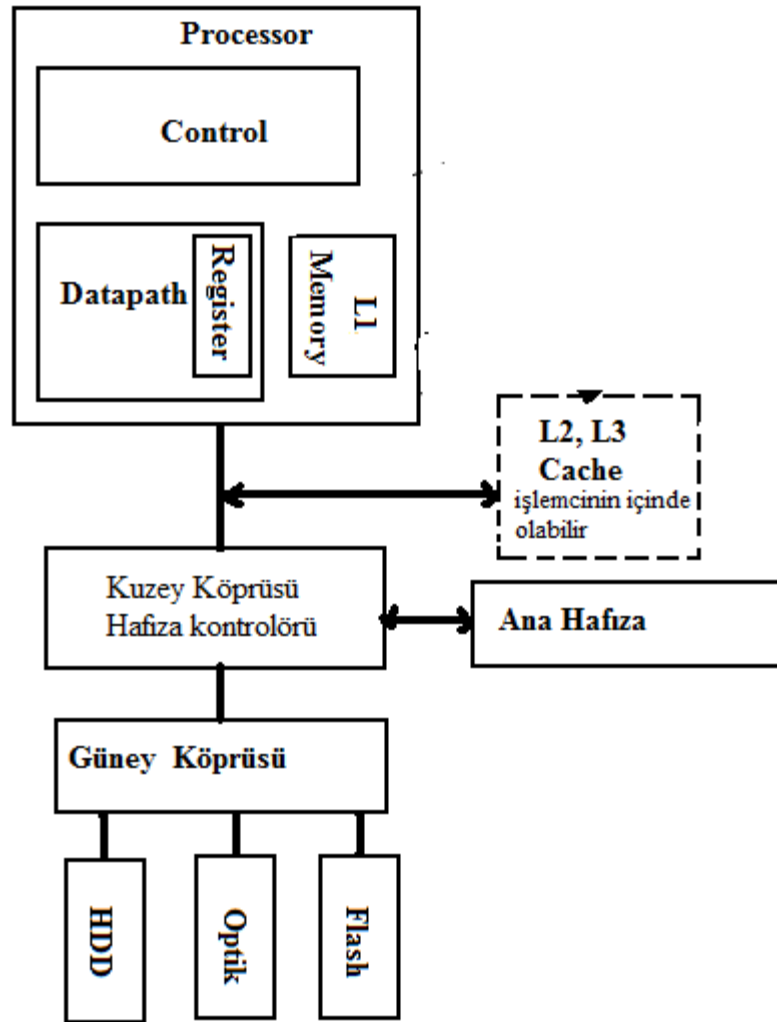 Processor
Control
Datapath
Register
L1
Memory
L2, L3
Cache
işlemcinin içinde
olabilir
Kuzey Köprüsü
Hafıza kontrolörü
Ana Hafıza
Güney Köprüsü
HDD
Optik
Flash